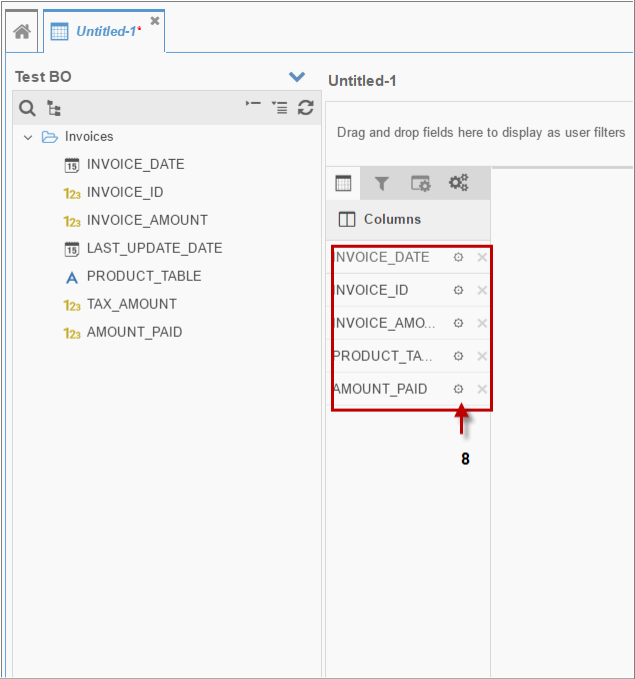 Untitled-1*
Test BO
Invoices
15 INVOICE_DATE
123 INVOICE_ID
123 INVOICE_AMOUNT
15 LAST_UPDATE_DATE
A PRODUCT_TABLE
123 TAX_AMOUNT
123 AMOUNT_PAID
Untitled-1
Drag and drop fields here to display as user filters
Columns
INVOICE_DATE
INVOICE_ID
INVOICE_AMO...
PRODUCT_TA...
AMOUNT_PAID
8